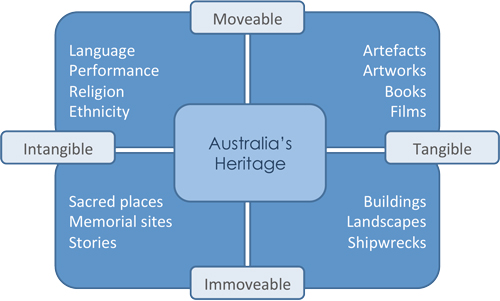 Moveable
Language
Performance
Religion
Ethnicity
Artefacts
Artworks
Books
Films
Intangible
Australia's
Heritage
Tangible
Sacred places
Memorial sites
Stories
Buildings
Landscapes
Shipwrecks
Immoveable